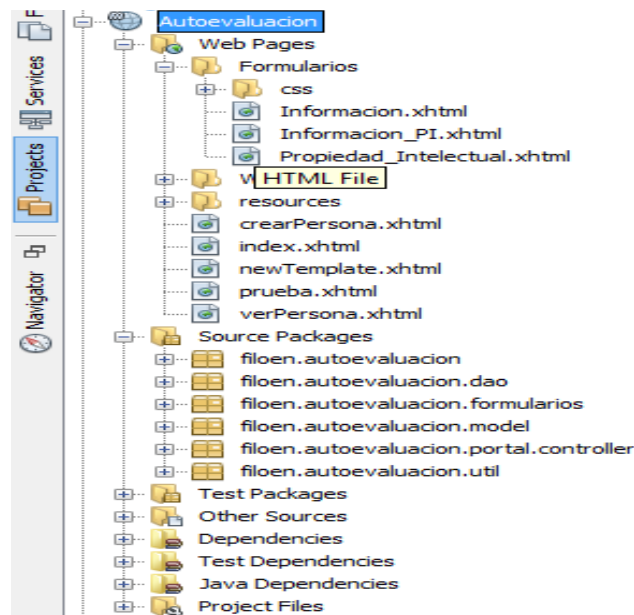 Autoevaluacion
Web Pages
Formularios
css
Informacion.xhtml
Informacion_PI.xhtml
Propiedad_Intelectual.xhtml
HTML File
resources
crearPersona.xhtml
index.xhtml
newTemplate.xhtml
prueba.xhtml
verPersona.xhtml
Source Packages
filoen.autoevaluacion
filoen.autoevaluacion.dao
filoen.autoevaluacion.formularios
filoen.autoevaluacion.model
filoen.autoevaluacion.portal.controller
filoen.autoevaluacion.util
Test Packages
Other Sources
Dependencies
Test Dependencies
Java Dependencies
Project Files
Services
Projects
Navigator